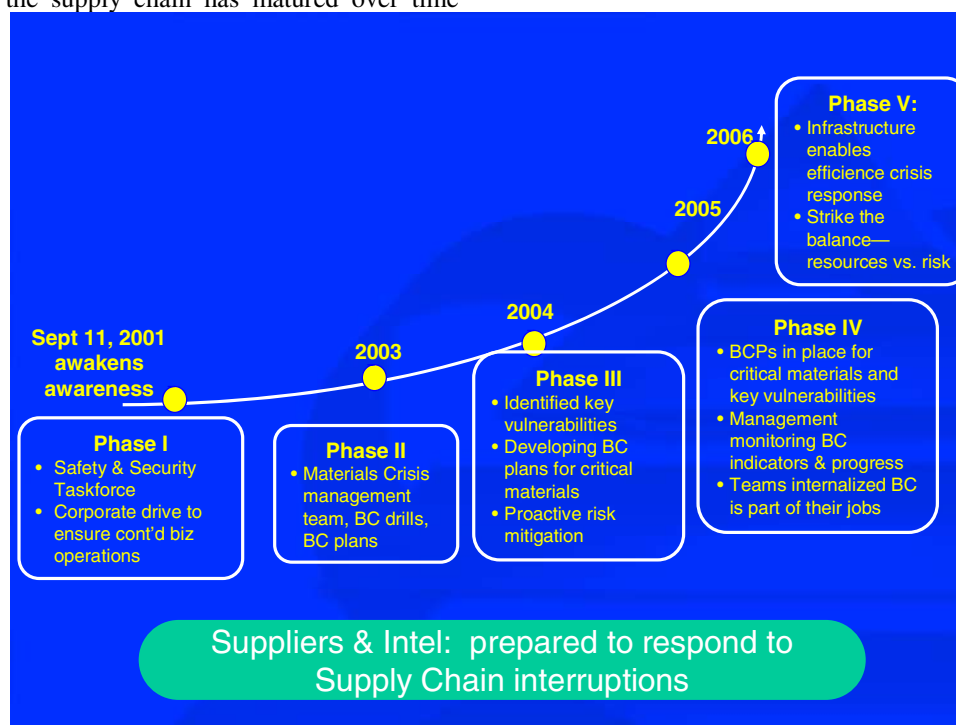 the supply chain has matured over time
Phase V:
• Infrastructure
enables
efficience crisis
response
• Strike the
balance—
resources vs. risk
2006
2005
2004
2003
Sept 11, 2001
awakens
awareness
Phase I
• Safety & Security
Taskforce
• Corporate drive to
ensure cont'd biz
operations
Phase II
• Materials Crisis
management
team, BC drills,
BC plans
Phase III
• Identified key
vulnerabilities
• Developing BC
plans for critical
materials
• Proactive risk
mitigation
Phase IV
• BCPs in place for
critical materials and
key vulnerabilities
• Management
monitoring BC
indicators & progress
• Teams internalized BC
is part of their jobs
Suppliers & Intel: prepared to respond to
Supply Chain interruptions